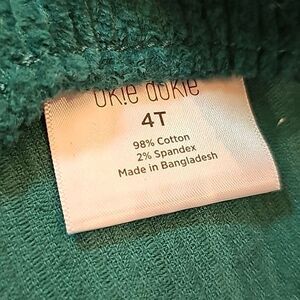 okie dokie
4T
98% Cotton
2% Spandex
Made in Bangladesh